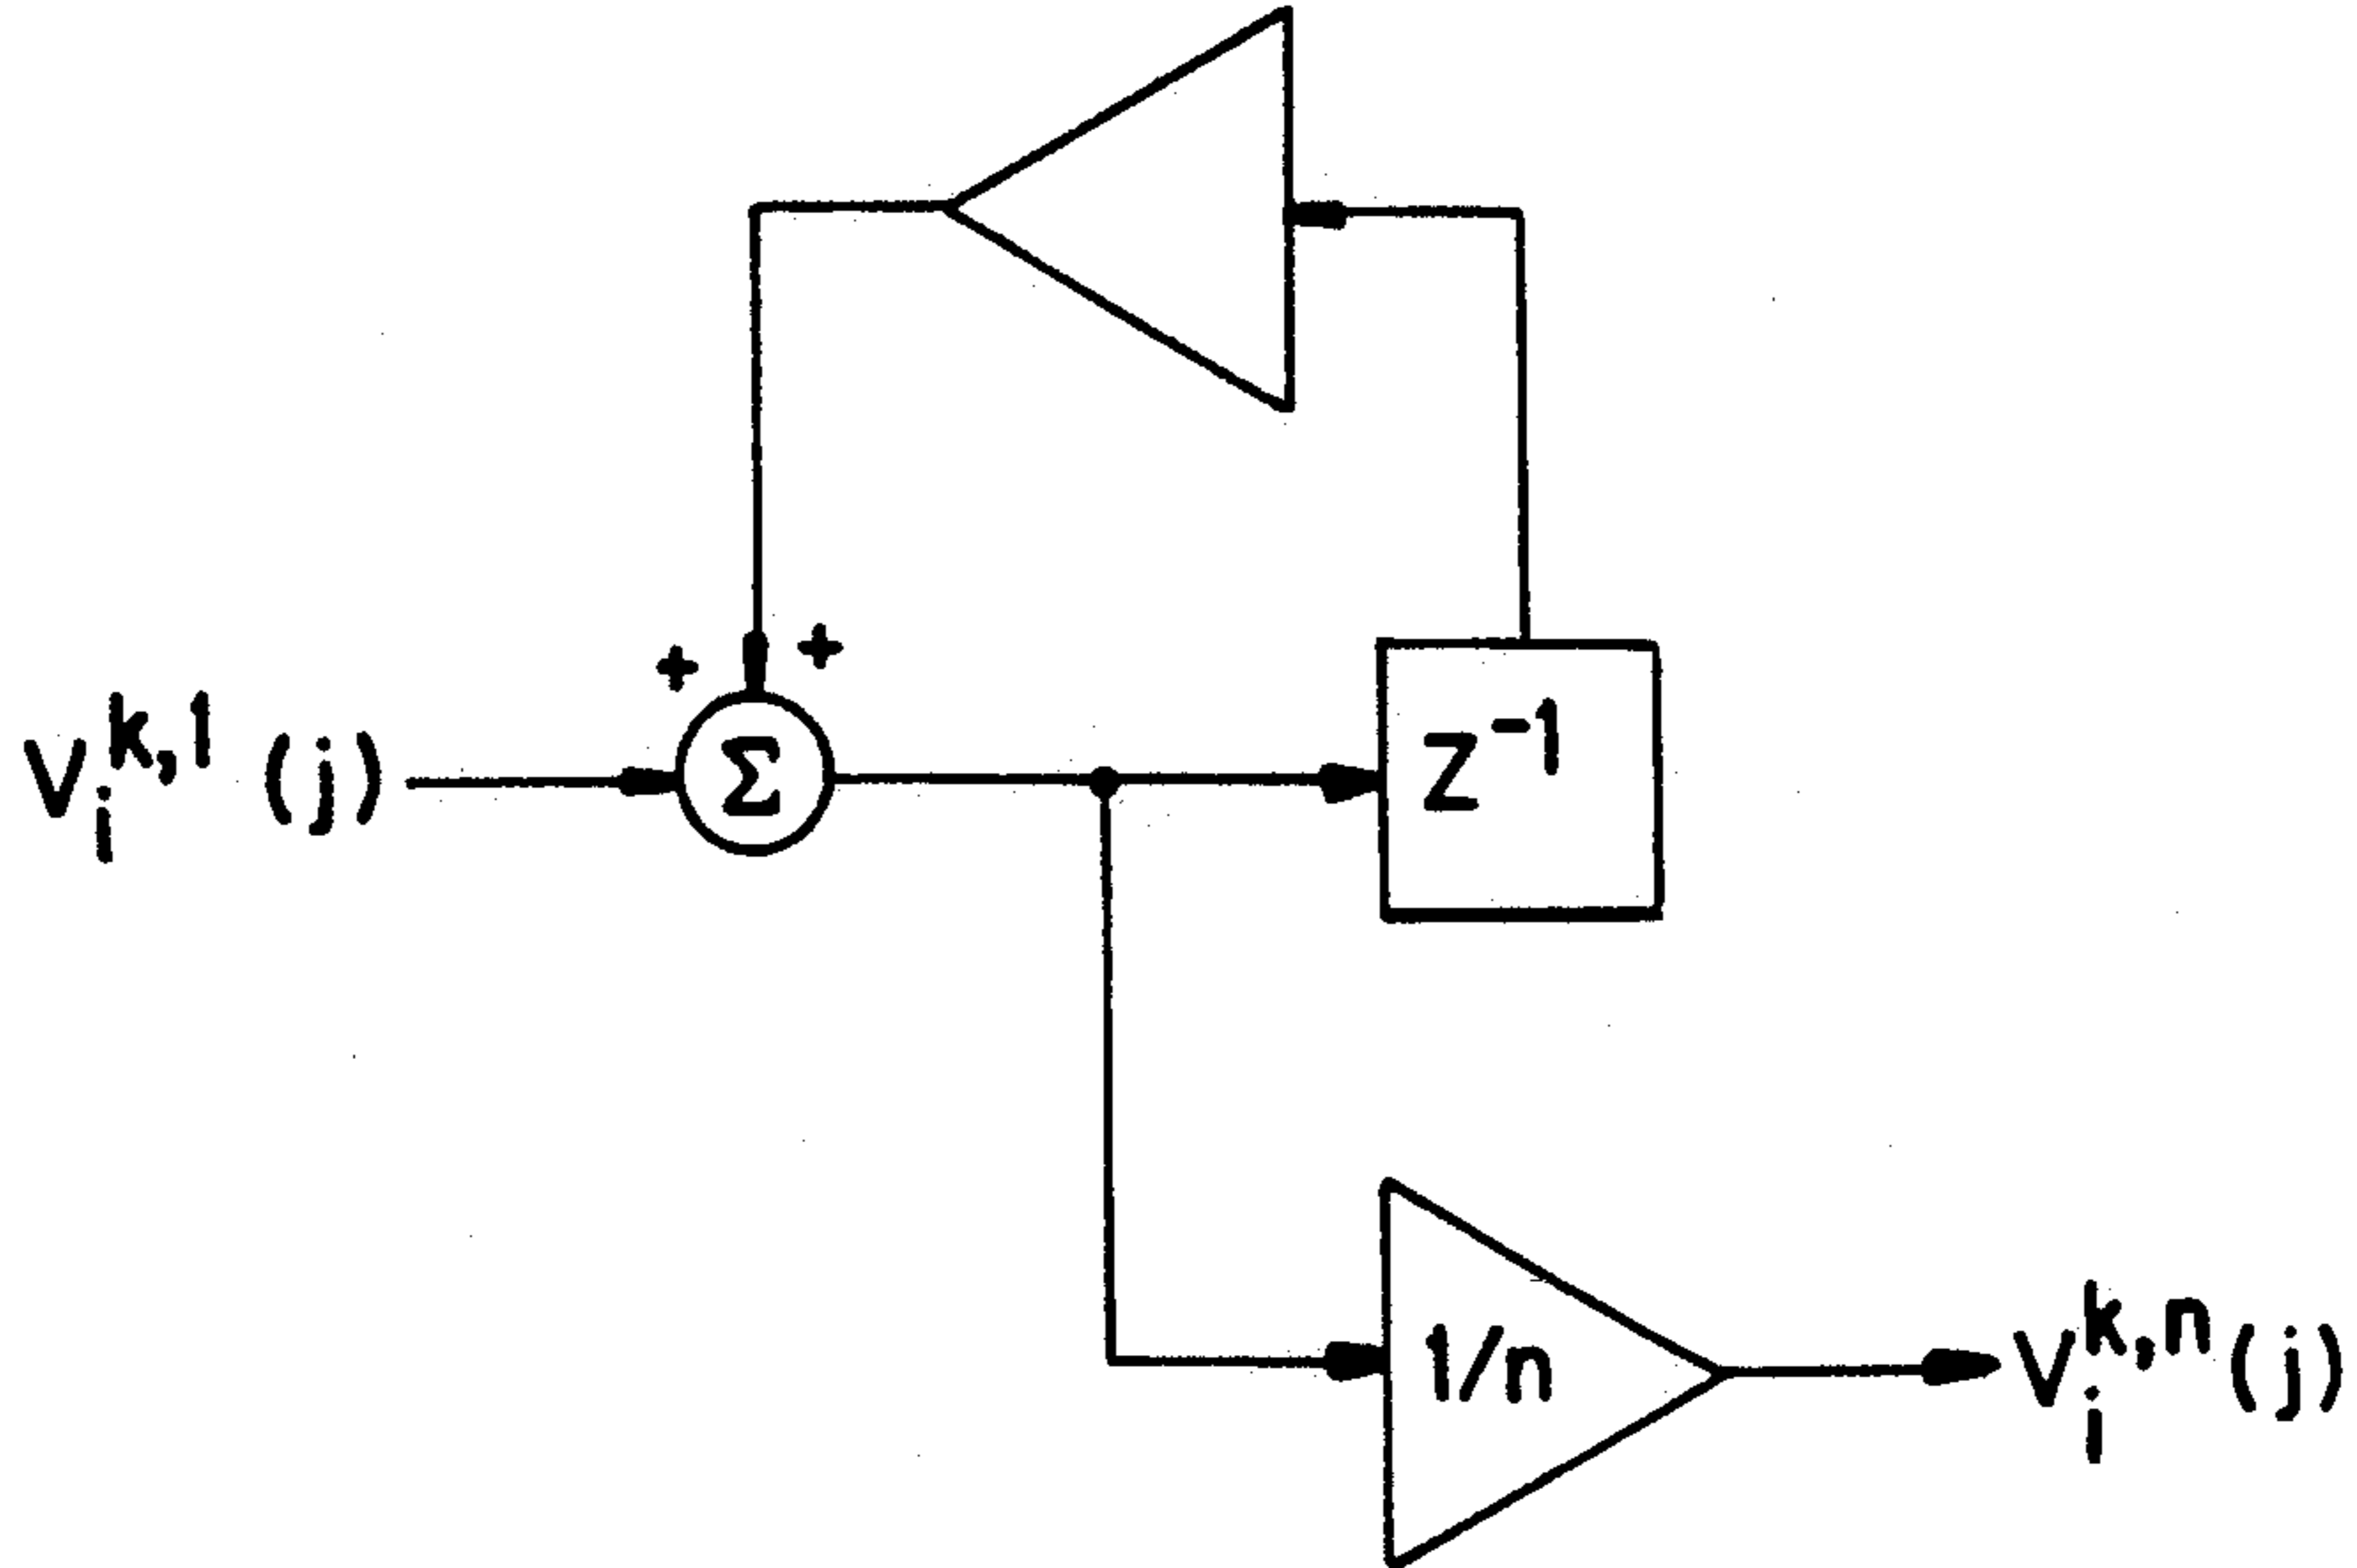 + +
V_i^{k,1} (j)
Σ
Z^{-1}
1/n
V_i^{k,n} (j)